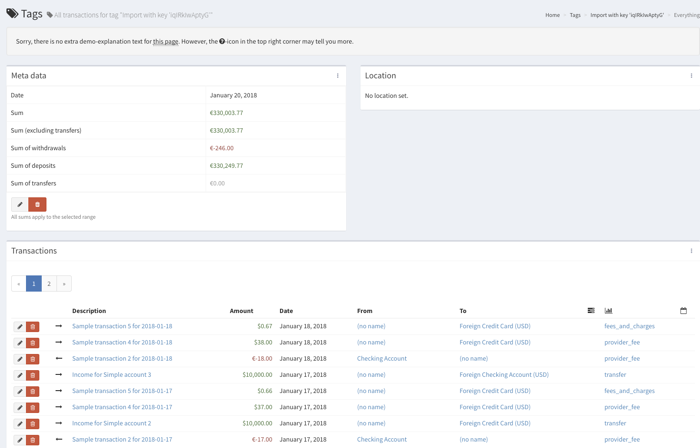 Tags All transactions for tag "Import with key 'iqIRkIwAptyG'" Home Tags Import with key 'iqIRkIwAptyG' Everything
Sorry, there is no extra demo-explanation text for this page. However, the ?-icon in the top right corner may tell you more.
Meta data
Date January 20, 2018
Sum €330,003.77
Sum (excluding transfers) €330,003.77
Sum of withdrawals €-246.00
Sum of deposits €330,249.77
Sum of transfers €0.00
All sums apply to the selected range
Location
No location set.
Transactions
« 1 2 »
Description Amount Date From To
Sample transaction 5 for 2018-01-18 $0.67 January 18, 2018 (no name) Foreign Credit Card (USD) fees_and_charges
Sample transaction 4 for 2018-01-18 $38.00 January 18, 2018 (no name) Foreign Credit Card (USD) provider_fee
Sample transaction 2 for 2018-01-18 €-18.00 January 18, 2018 Checking Account (no name) provider_fee
Income for Simple account 3 $10,000.00 January 17, 2018 (no name) Foreign Checking Account (USD) transfer
Sample transaction 5 for 2018-01-17 $0.66 January 17, 2018 (no name) Foreign Credit Card (USD) fees_and_charges
Sample transaction 4 for 2018-01-17 $37.00 January 17, 2018 (no name) Foreign Credit Card (USD) provider_fee
Income for Simple account 2 $10,000.00 January 17, 2018 (no name) Foreign Credit Card (USD) transfer
Sample transaction 2 for 2018-01-17 €-17.00 January 17, 2018 Checking Account (no name) provider_fee